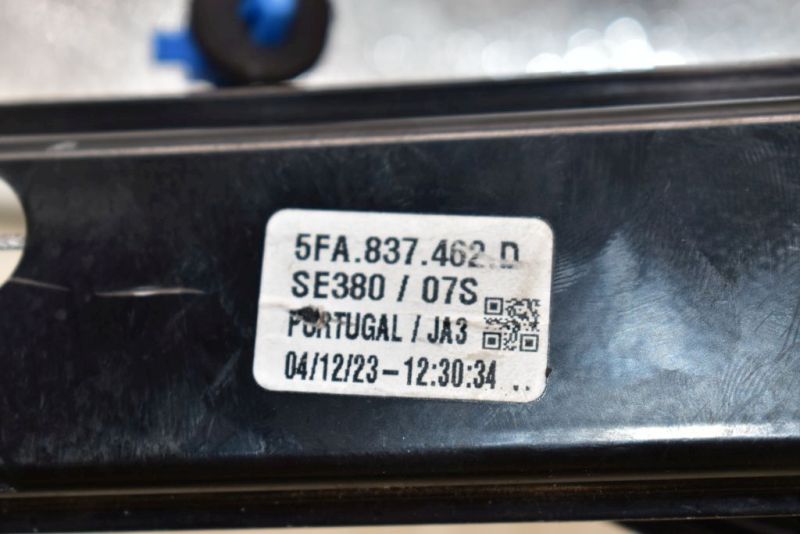 5FA.837.462.D
SE380 / 07S
PORTUGAL / JA3
04/12/23-12:30:34 ..